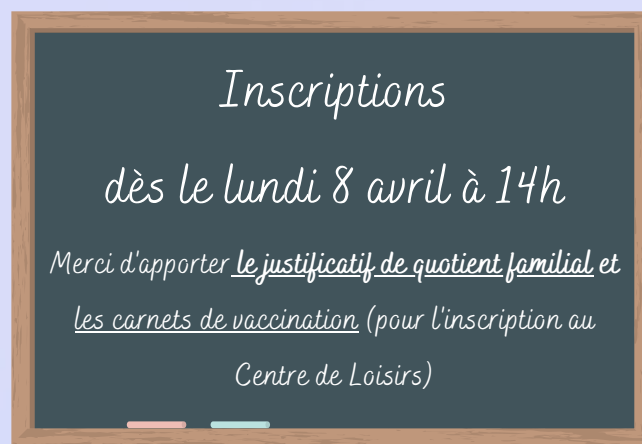 Inscriptions
dès le lundi 8 avril à 14h
Merci d'apporter le justificatif de quotient familial et
les carnets de vaccination (pour l'inscription au
Centre de Loisirs)